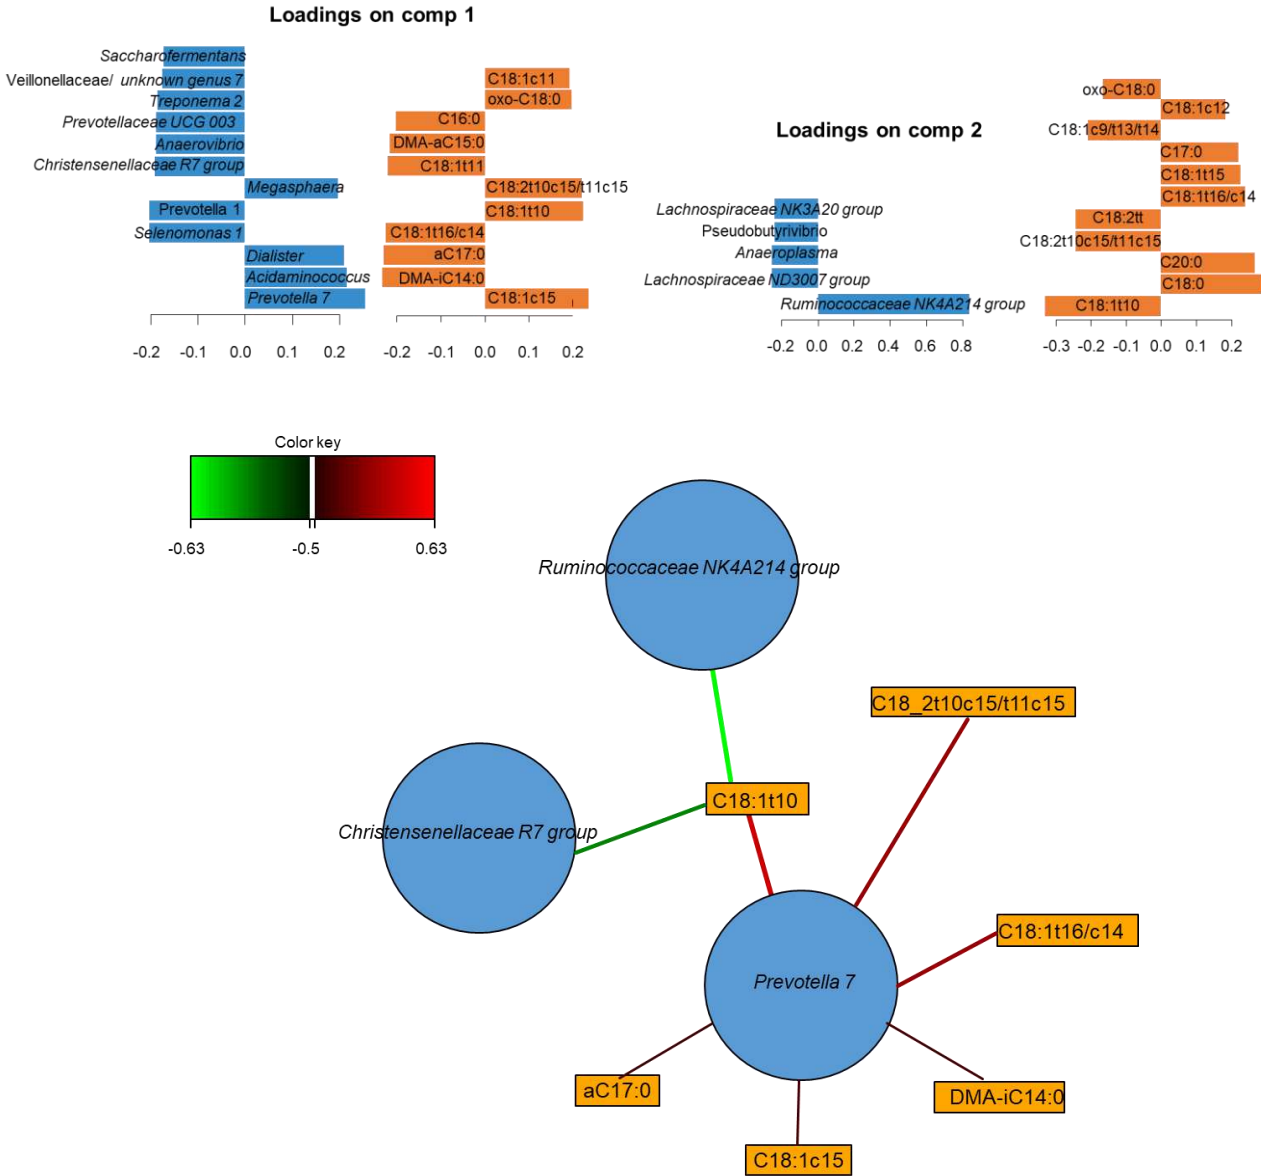 Loadings on comp 1
Saccharofermentans
Veillonellaceae/ unknown genus 7
Treponema 2
Prevotellaceae UCG 003
Anaerovibrio
Christensenellaceae R7 group
Megasphaera
Prevotella 1
Selenomonas 1
Dialister
Acidaminococcus
Prevotella 7
-0.2 -0.1 0.0 0.1 0.2
C18:1c11
oxo-C18:0
C16:0
DMA-aC15:0
C18:1t11
C18:2t10c15/t11c15
C18:1t10
C18:1t16/c14
aC17:0
DMA-iC14:0
C18:1c15
-0.2 -0.1 0.0 0.1 0.2
Loadings on comp 2
Lachnospiraceae NK3A20 group
Pseudobutyrivibrio
Anaeroplasma
Lachnospiraceae ND3007 group
Ruminococcaceae NK4A214 group
-0.2 0.0 0.2 0.4 0.6 0.8
oxo-C18:0
C18:1c12
C18:1c9/t13/t14
C17:0
C18:1t15
C18:1t16/c14
C18:2tt
C18:2t10c15/t11c15
C20:0
C18:0
C18:1t10
-0.3 -0.2 -0.1 0.0 0.1 0.2
Color key
-0.63 -0.5 0.63
Ruminococcaceae NK4A214 group
C18_2t10c15/t11c15
C18:1t10
Christensenellaceae R7 group
C18:1t16/c14
Prevotella 7
aC17:0
DMA-iC14:0
C18:1c15